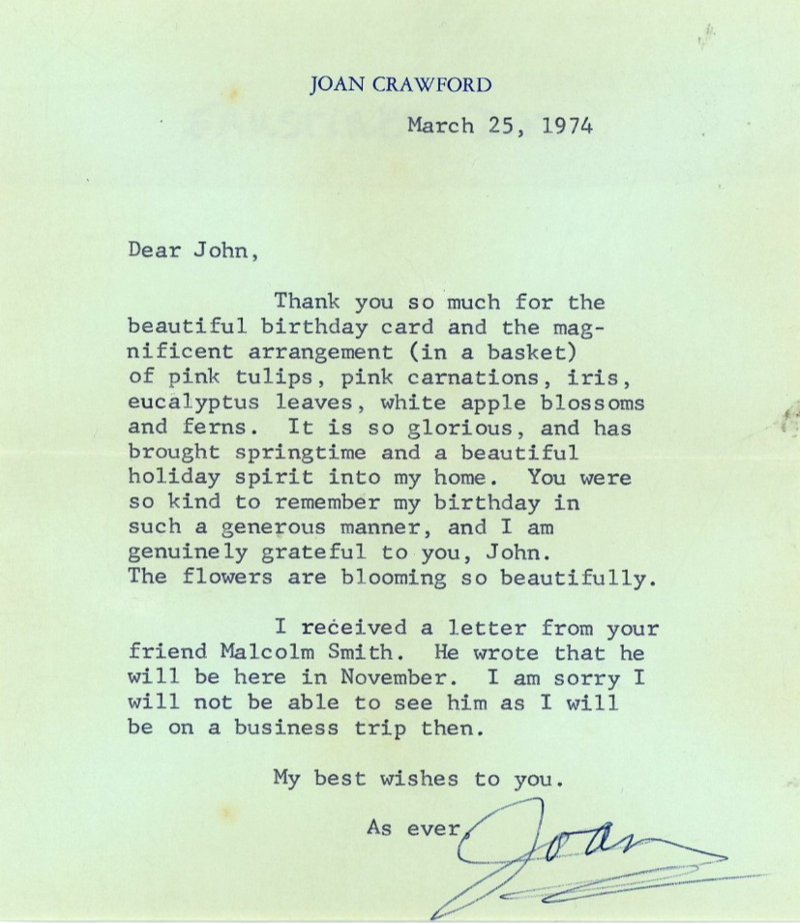 JOAN CRAWFORD
March 25, 1974
Dear John,
Thank you so much for the
beautiful birthday card and the mag-
nificent arrangement (in a basket)
of pink tulips, pink carnations, iris,
eucalyptus leaves, white apple blossoms
and ferns. It is so glorious, and has
brought springtime and a beautiful
holiday spirit into my home. You were
so kind to remember my birthday in
such a generous manner, and I am
genuinely grateful to you, John.
The flowers are blooming so beautifully.
I received a letter from your
friend Malcolm Smith. He wrote that he
will be here in November. I am sorry I
will not be able to see him as I will
be on a business trip then.
My best wishes to you.
As ever, Joan